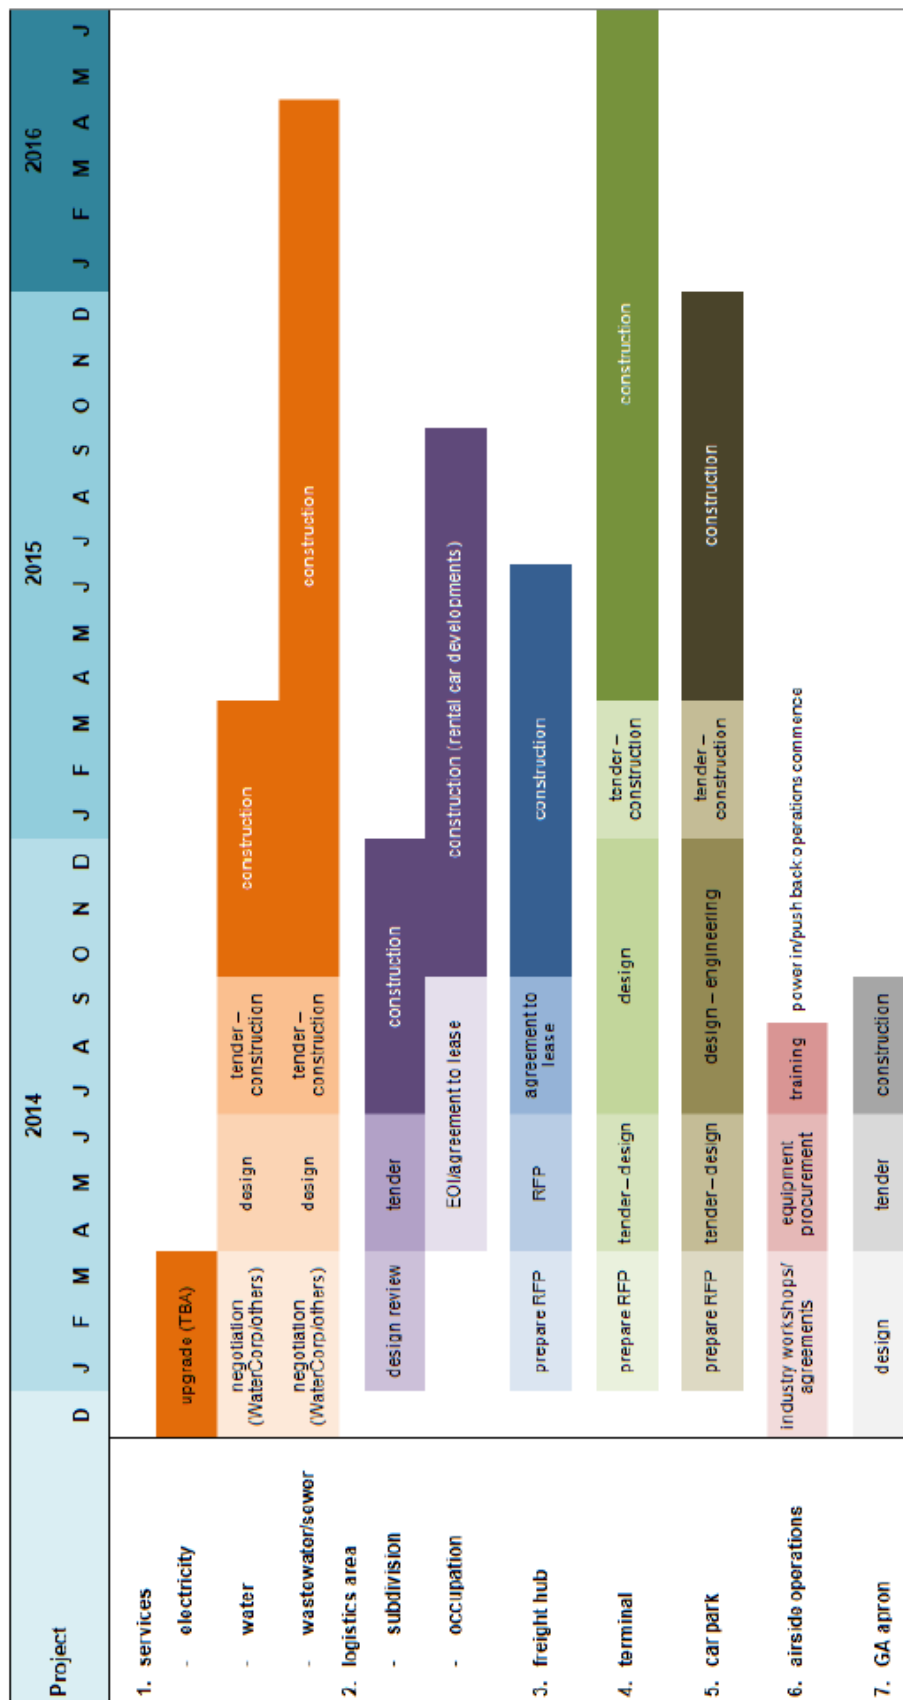 Project
2014
2015
2016
D J F M A M J J A S O N D J F M A M J J A S O N D J F M A M J
1. services
- electricity
upgrade (TBA)
- water
negotiation
(WaterCorp/others)
design
tender –
construction
construction
- wastewater/sewer
negotiation
(WaterCorp/others)
design
tender –
construction
construction
2. logistics area
- subdivision
design review
tender
construction
- occupation
EOI/agreement to lease
construction (rental car developments)
3. freight hub
prepare RFP
RFP
agreement to
lease
construction
4. terminal
prepare RFP
tender – design
design
tender –
construction
construction
5. car park
prepare RFP
tender – design
design – engineering
tender –
construction
construction
6. airside operations
industry workshops/
agreements
equipment
procurement
training
power in/push back operations commence
7. GA apron
design
tender
construction